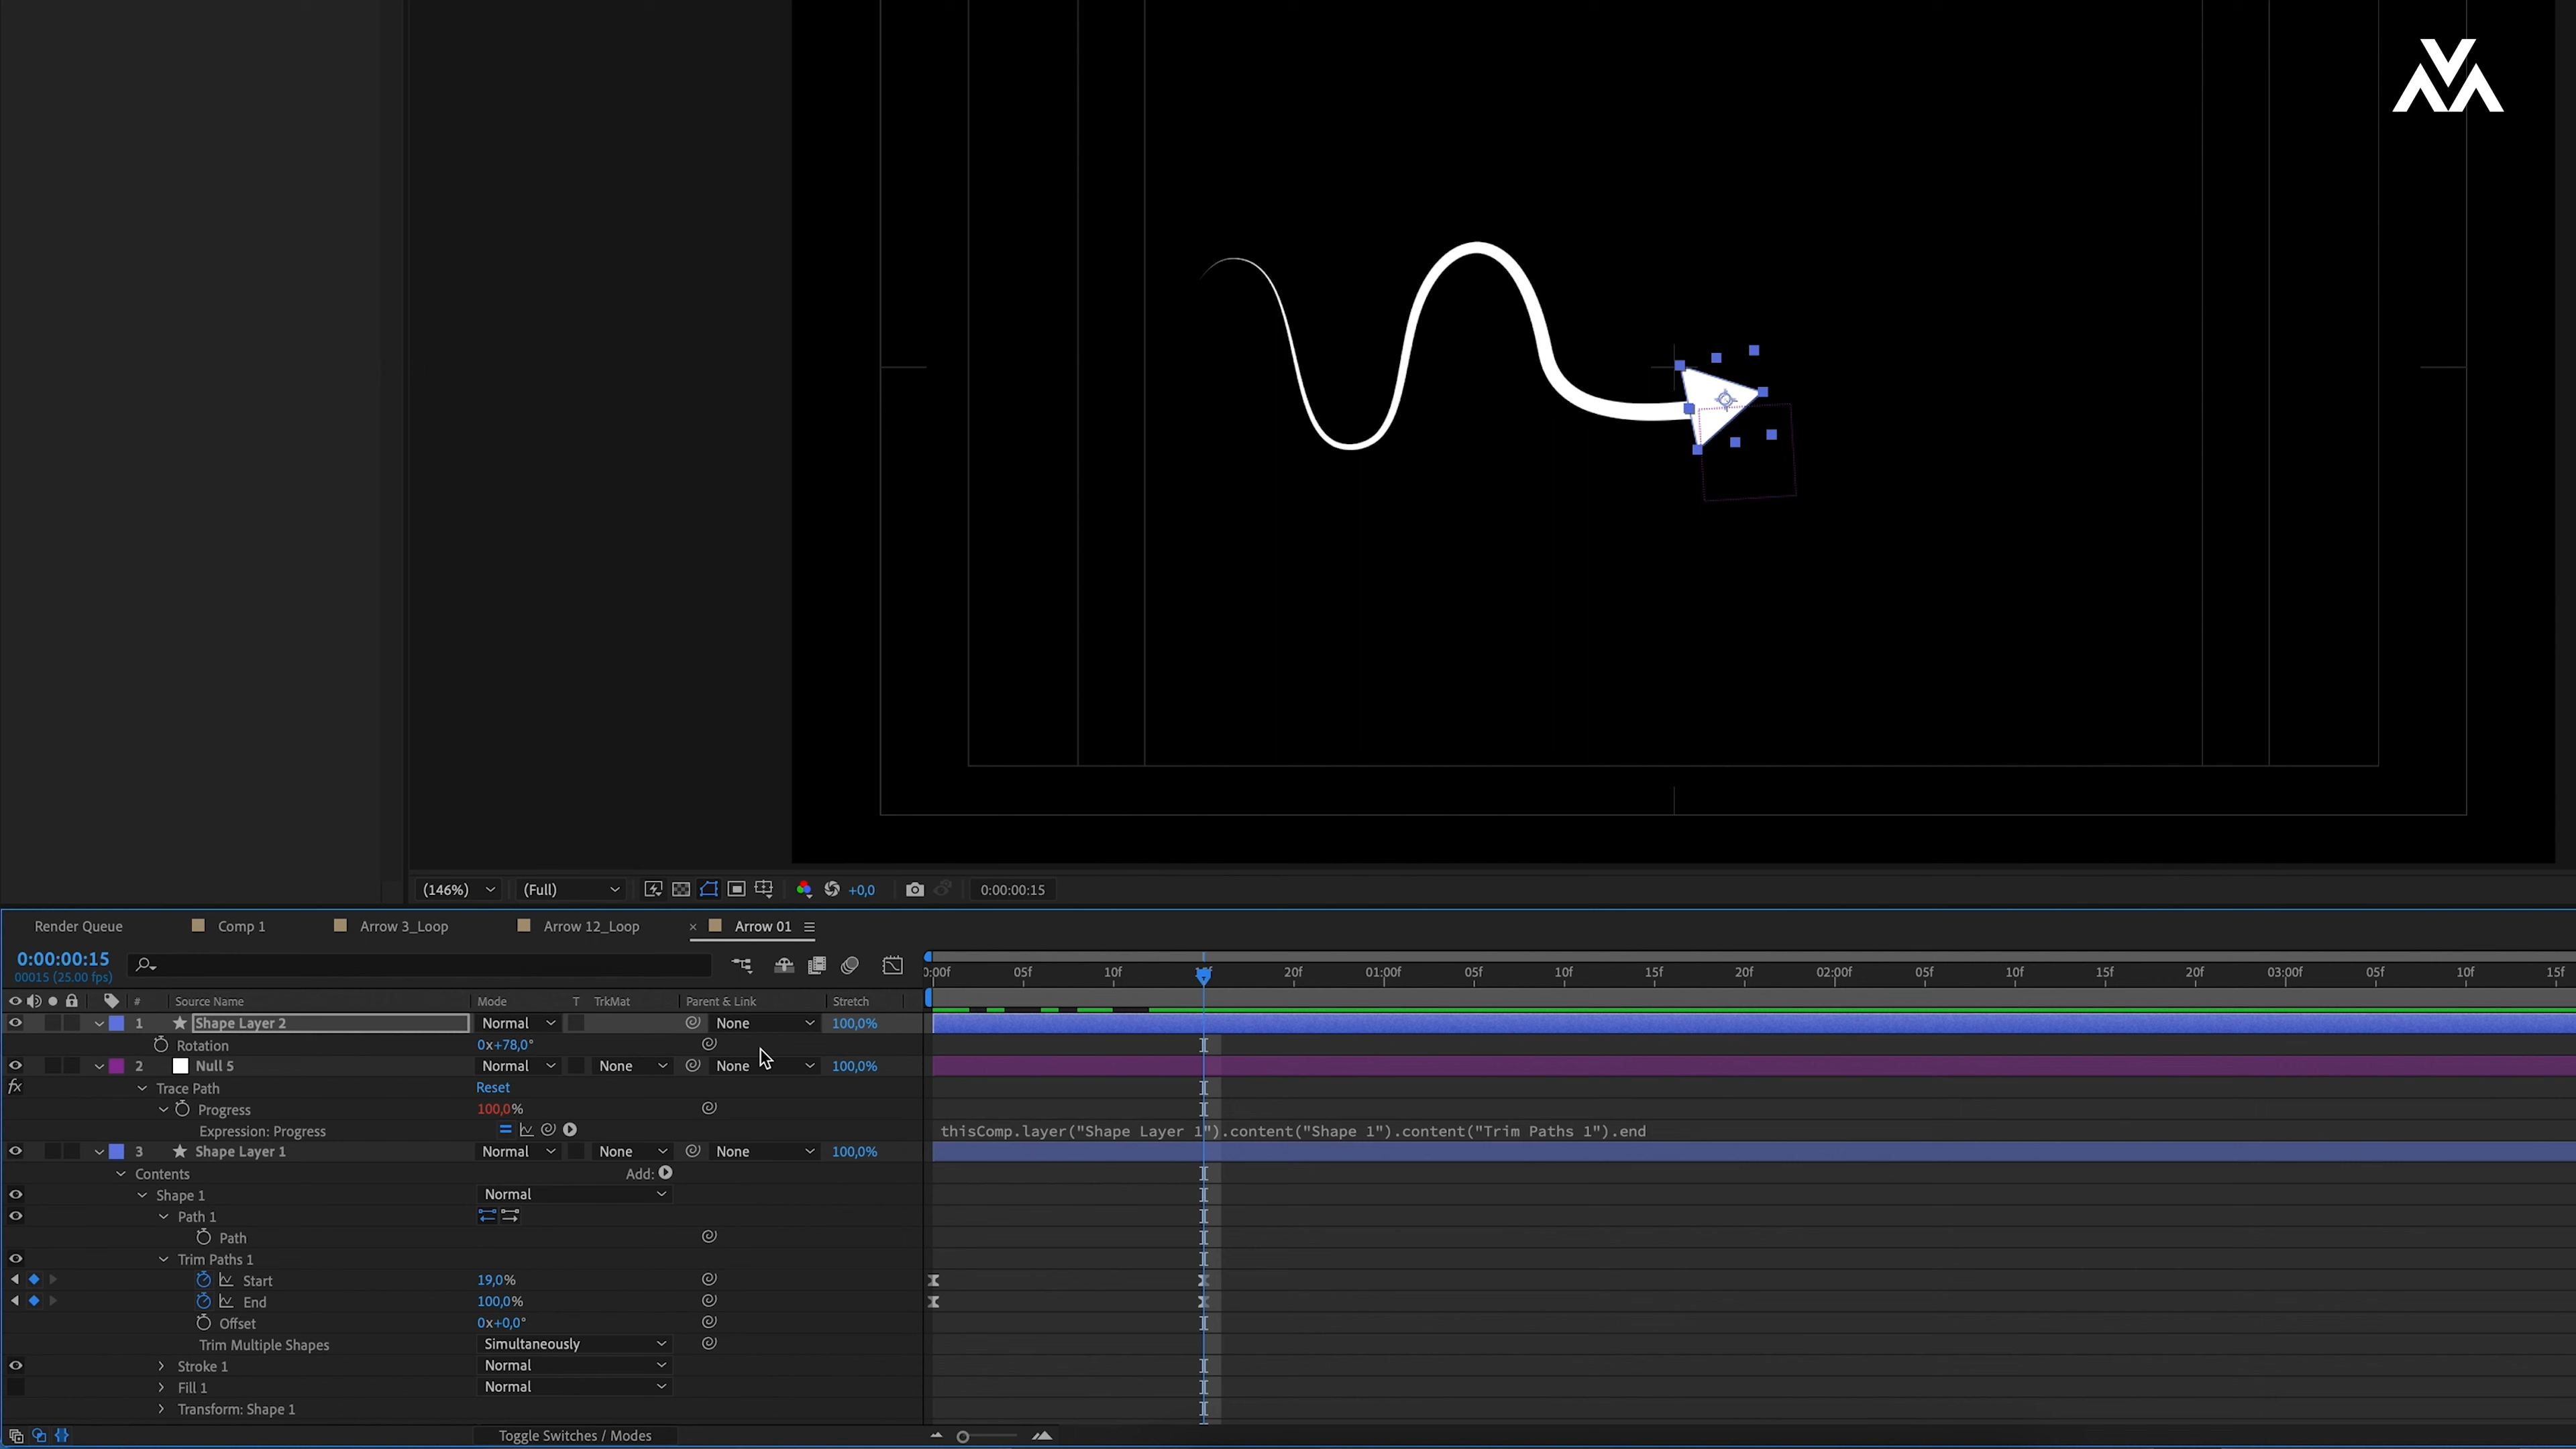 (146%) (Full) +0,0 0:00:00:15
Render Queue Comp 1 Arrow 3_Loop Arrow 12_Loop × Arrow 01
0:00:00:15
00015 (25.00 fps)
0:00f 05f 10f 20f 01:00f 05f 10f 15f 20f 02:00f 05f 10f 15f 20f 03:00f 05f 10f 15f
# Source Name Mode T TrkMat Parent & Link Stretch
1 Shape Layer 2 Normal None 100,0%
Rotation 0x+78,0°
2 Null 5 Normal None None 100,0%
fx Trace Path Reset
Progress 100,0%
Expression: Progress thisComp.layer("Shape Layer 1").content("Shape 1").content("Trim Paths 1").end
3 Shape Layer 1 Normal None None 100,0%
Contents Add:
Shape 1 Normal
Path 1
Path
Trim Paths 1
Start 19,0%
End 100,0%
Offset 0x+0,0°
Trim Multiple Shapes Simultaneously
Stroke 1 Normal
Fill 1 Normal
Transform: Shape 1
Toggle Switches / Modes